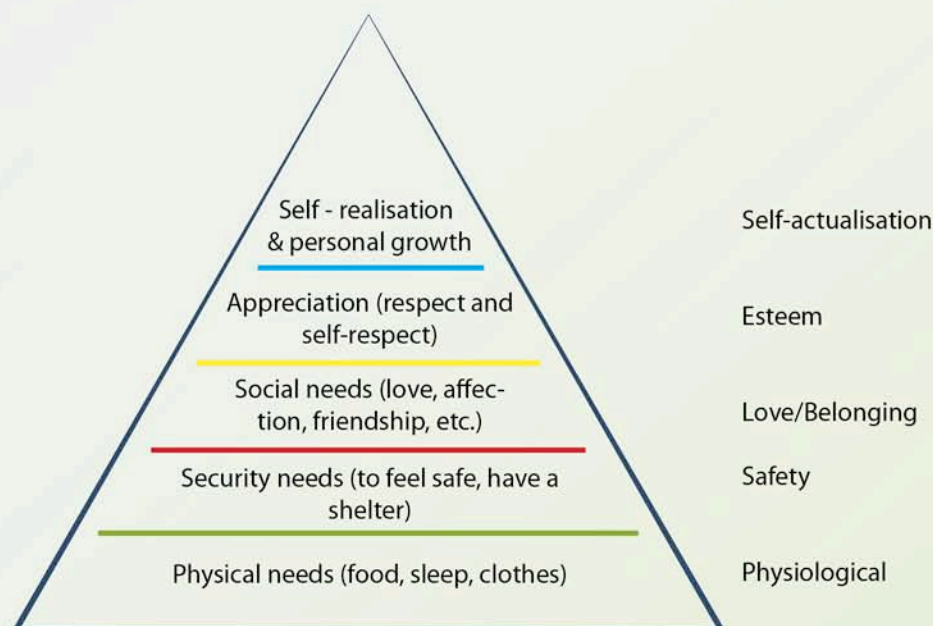 Self - realisation
& personal growth
Self-actualisation
Appreciation (respect and
self-respect)
Esteem
Social needs (love, affec-
tion, friendship, etc.)
Love/Belonging
Security needs (to feel safe, have a
shelter)
Safety
Physical needs (food, sleep, clothes)
Physiological